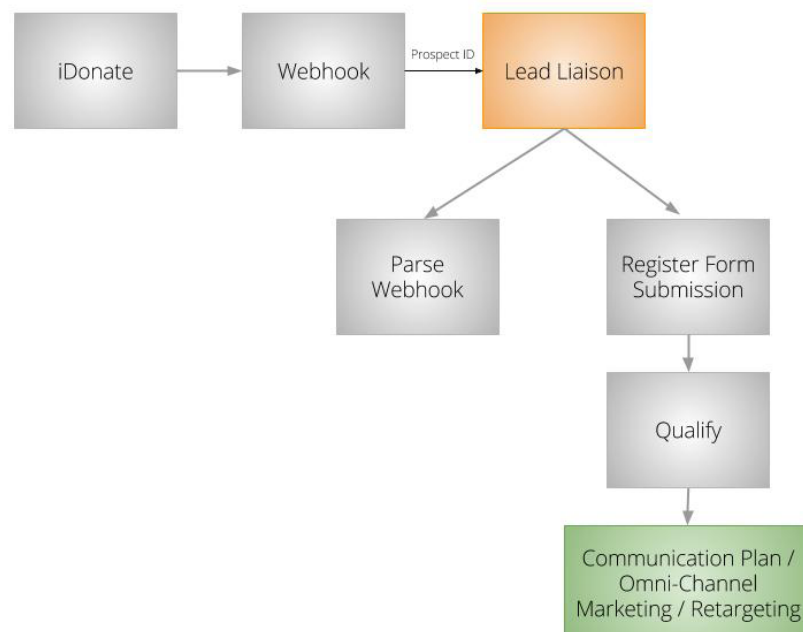 iDonate
Webhook
Prospect ID
Lead Liaison
Parse
Webhook
Register Form
Submission
Qualify
Communication Plan /
Omni-Channel
Marketing / Retargeting